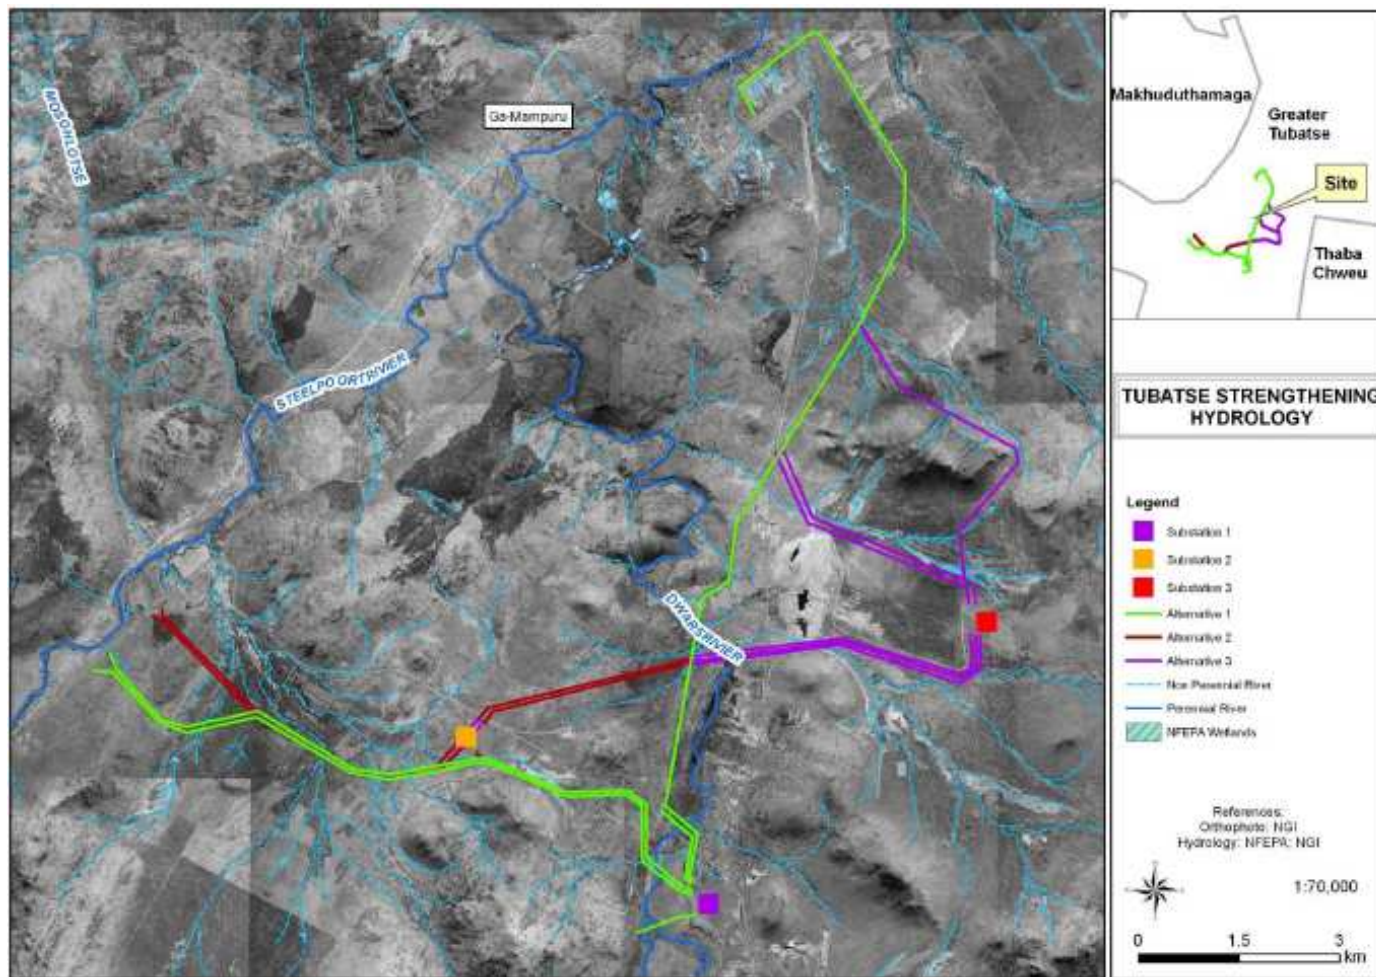 MOSOHLOTSE
Ga-Mampuru
STEELPOORTRIVIER
DWARSRIVIER
Makhuduthamaga
Greater
Tubatse
Site
Thaba
Chweu
TUBATSE STRENGTHENING
HYDROLOGY
Legend
Substation 1
Substation 2
Substation 3
Alternative 1
Alternative 2
Alternative 3
Non Perennial River
Perennial River
NFEPA Wetlands
References:
Orthophoto: NGI
Hydrology: NFEPA; NGI
1:70,000
0 1.5 3
km